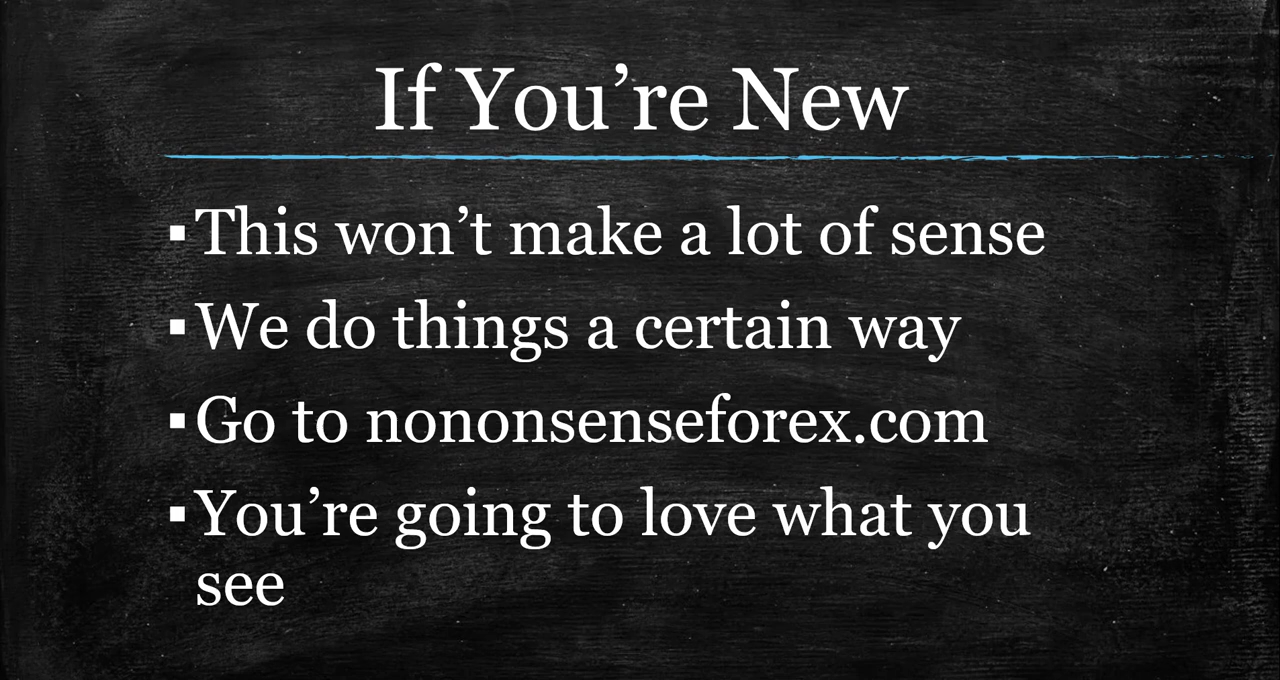 If You’re New
▪This won’t make a lot of sense
▪We do things a certain way
▪Go to nononsenseforex.com
▪You’re going to love what you
see